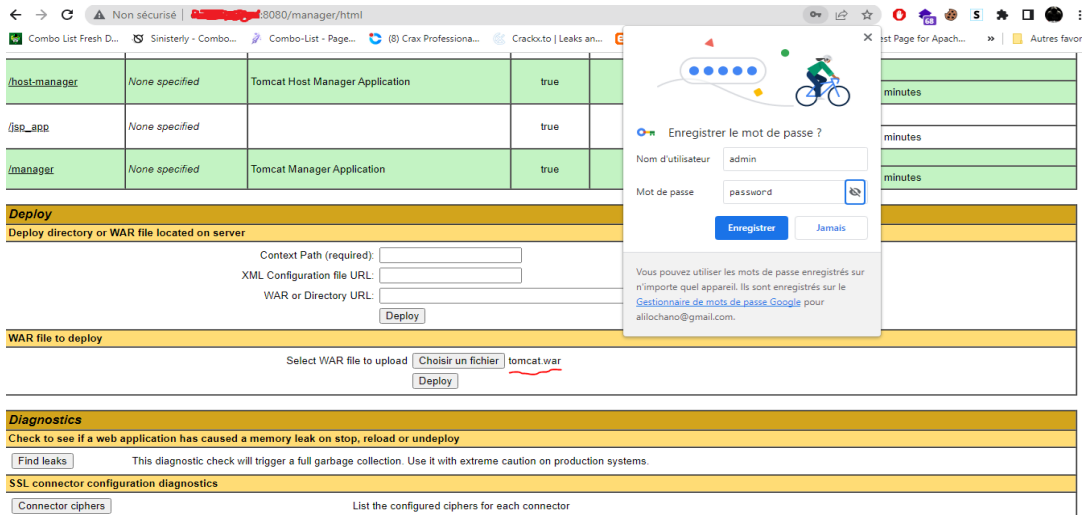 Non sécurisé | :8080/manager/html
68
Combo List Fresh D... Sinisterly - Combo... Combo-List - Page... (8) Crax Professiona... Crackx.to | Leaks an... est Page for Apach... » Autres favor
/host-manager None specified Tomcat Host Manager Application true minutes
/jsp_app None specified true minutes
/manager None specified Tomcat Manager Application true minutes
Enregistrer le mot de passe ?
Nom d'utilisateur admin
Mot de passe password
Enregistrer Jamais
Vous pouvez utiliser les mots de passe enregistrés sur
n'importe quel appareil. Ils sont enregistrés sur le
Gestionnaire de mots de passe Google pour
alilochano@gmail.com.
Deploy
Deploy directory or WAR file located on server
Context Path (required):
XML Configuration file URL:
WAR or Directory URL:
Deploy
WAR file to deploy
Select WAR file to upload Choisir un fichier tomcat.war
Deploy
Diagnostics
Check to see if a web application has caused a memory leak on stop, reload or undeploy
Find leaks This diagnostic check will trigger a full garbage collection. Use it with extreme caution on production systems.
SSL connector configuration diagnostics
Connector ciphers List the configured ciphers for each connector